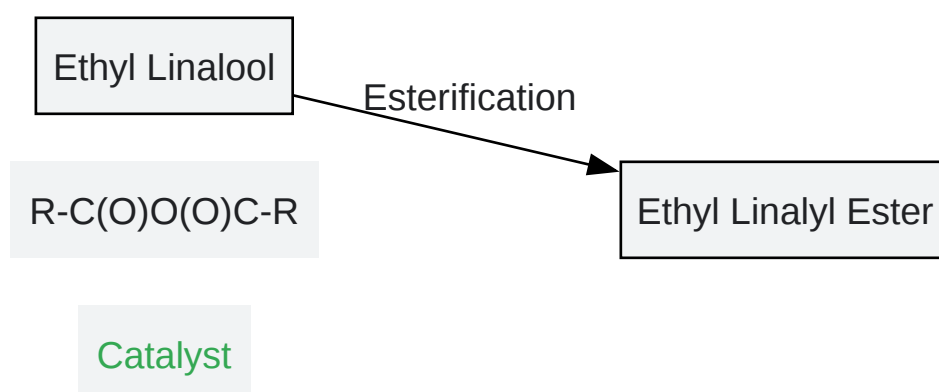 Ethyl Linalool
Esterification
R-C(O)O(O)C-R
Ethyl Linalyl Ester
Catalyst